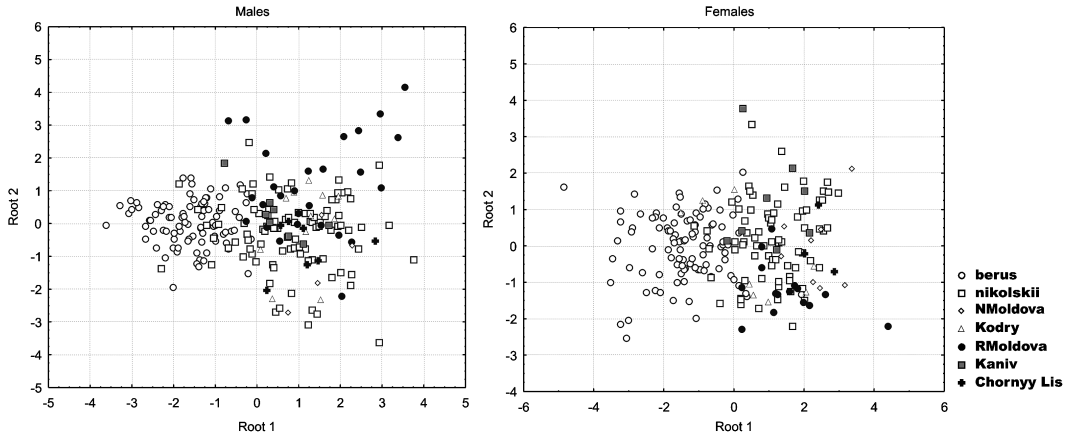 Males
Females
6
5
4
3
2
1
0
-1
-2
-3
-4
-5
-5 -4 -3 -2 -1 0 1 2 3 4 5
Root 2
Root 1
6
5
4
3
2
1
0
-1
-2
-3
-4
-6 -4 -2 0 2 4 6
Root 2
Root 1
berus
nikolskii
NMoldova
Kodry
RMoldova
Kaniv
Chornyy Lis